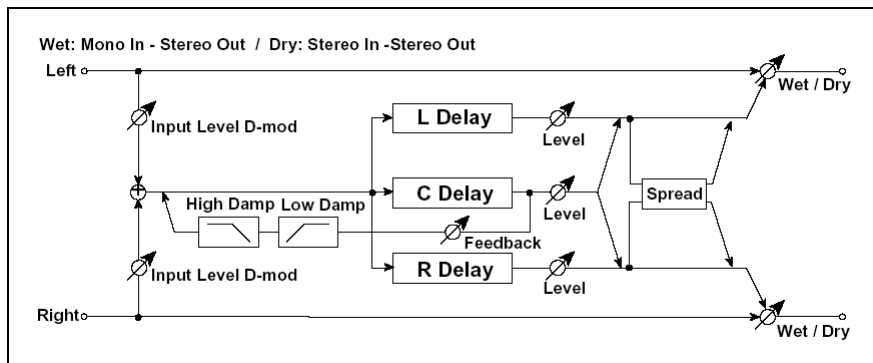 Wet: Mono In - Stereo Out / Dry: Stereo In -Stereo Out
Left
Wet / Dry
Input Level D-mod
L Delay
Level
High Damp
Low Damp
C Delay
Level
Spread
Feedback
Input Level D-mod
R Delay
Level
Right
Wet / Dry